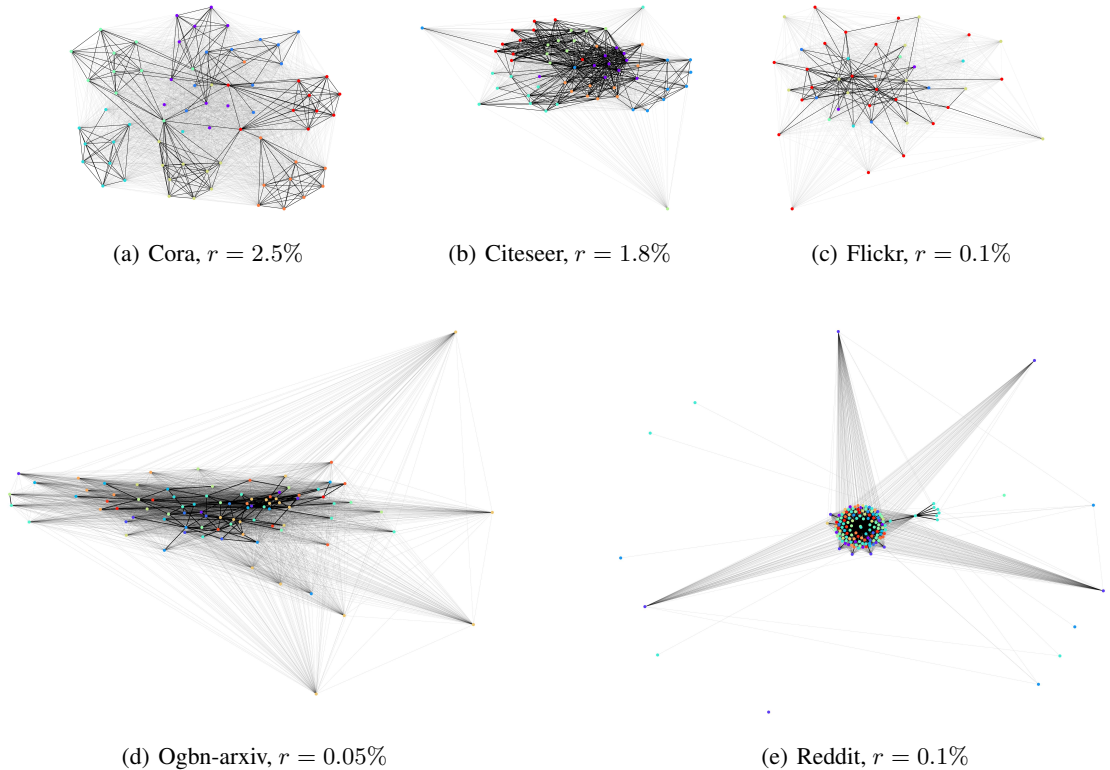 (a) Cora, r = 2.5%
(b) Citeseer, r = 1.8%
(c) Flickr, r = 0.1%
(d) Ogbn-arxiv, r = 0.05%
(e) Reddit, r = 0.1%